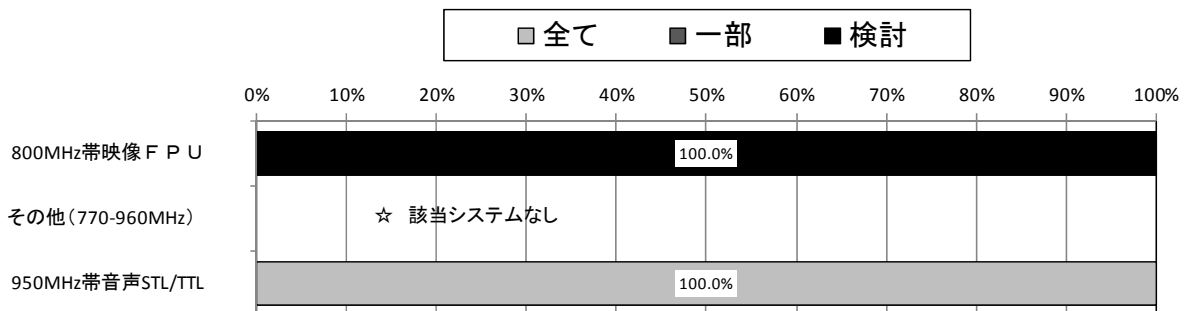 全て 一部 検討
0% 10% 20% 30% 40% 50% 60% 70% 80% 90% 100%
800MHz帯映像ＦＰＵ 100.0%
その他（770-960MHz） ☆ 該当システムなし
950MHz帯音声STL/TTL 100.0%